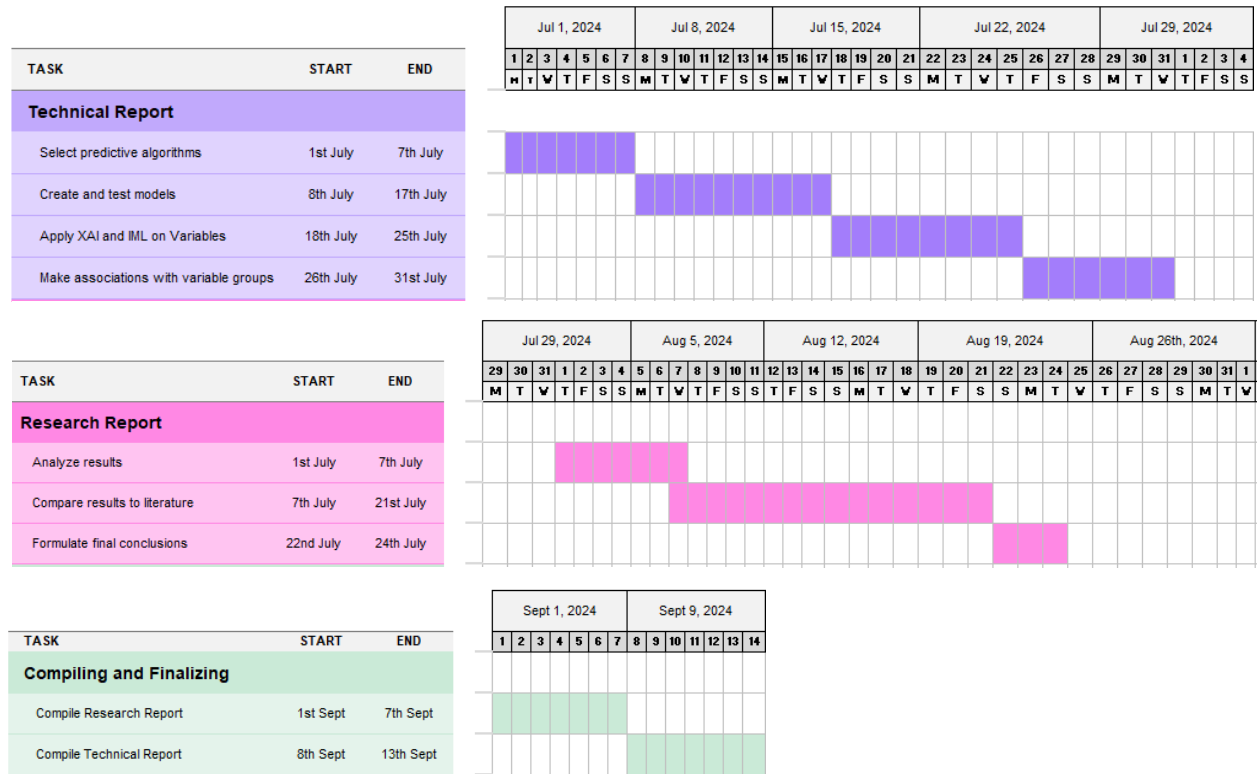 Jul 1, 2024 Jul 8, 2024 Jul 15, 2024 Jul 22, 2024 Jul 29, 2024
TASK START END 1 2 3 4 5 6 7 8 9 10 11 12 13 14 15 16 17 18 19 20 21 22 23 24 25 26 27 28 29 30 31 1 2 3 4
M T W T F S S M T W T F S S M T W T F S S M T W T F S S M T W T F S S
Technical Report
Select predictive algorithms 1st July 7th July
Create and test models 8th July 17th July
Apply XAI and IML on Variables 18th July 25th July
Make associations with variable groups 26th July 31st July
Jul 29, 2024 Aug 5, 2024 Aug 12, 2024 Aug 19, 2024 Aug 26th, 2024
TASK START END 29 30 31 1 2 3 4 5 6 7 8 9 10 11 12 13 14 15 16 17 18 19 20 21 22 23 24 25 26 27 28 29 30 31 1
M T W T F S S M T W T F S S T F S S M T W T F S S M T W T F S S M T W
Research Report
Analyze results 1st July 7th July
Compare results to literature 7th July 21st July
Formulate final conclusions 22nd July 24th July
Sept 1, 2024 Sept 9, 2024
TASK START END 1 2 3 4 5 6 7 8 9 10 11 12 13 14
Compiling and Finalizing
Compile Research Report 1st Sept 7th Sept
Compile Technical Report 8th Sept 13th Sept